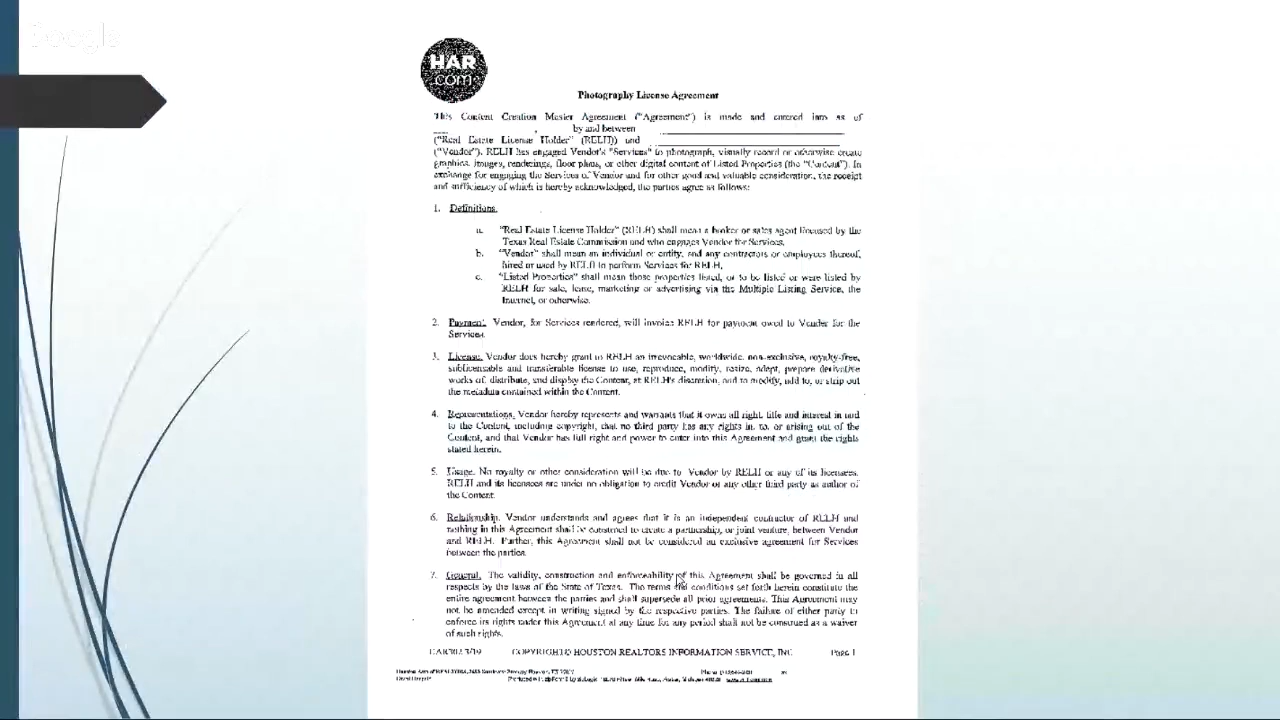 Google
HAR
.com
Photography License Agreement
This Content Creation Master Agreement ("Agreement") is made and entered into as of
, by and between
("Real Estate License Holder" (RELH)) and
("Vendor"). RELH has engaged Vendor's "Services" to photograph, visually record or otherwise create
graphics, images, renderings, floor plans, or other digital content of Listed Properties (the "Content"). In
exchange for engaging the Services of Vendor and for other good and valuable consideration, the receipt
and sufficiency of which is hereby acknowledged, the parties agree as follows:
1. Definitions.
a. "Real Estate License Holder" (RELH) shall mean a broker or sales agent licensed by the
Texas Real Estate Commission and who engages Vendor for Services.
b. "Vendor" shall mean an individual or entity, and any contractors or employees thereof,
hired or used by RELH to perform Services for RELH.
c. "Listed Properties" shall mean those properties listed, or to be listed or were listed by
RELH for sale, lease, marketing or advertising via the Multiple Listing Service, the
Internet, or otherwise.
2. Payment. Vendor, for Services rendered, will invoice RELH for payment owed to Vendor for the
Services.
3. License. Vendor does hereby grant to RELH an irrevocable, worldwide, non-exclusive, royalty-free,
sublicensable and transferable license to use, reproduce, modify, resize, adapt, prepare derivative
works of, distribute, and display the Content, at RELH's discretion, and to modify, add to, or strip out
the metadata contained within the Content.
4. Representations. Vendor hereby represents and warrants that it owns all right, title and interest in and
to the Content, including copyright, that no third party has any rights in, to, or arising out of the
Content, and that Vendor has full right and power to enter into this Agreement and grant the rights
stated herein.
5. Usage. No royalty or other consideration will be due to Vendor by RELH or any of its licensees.
RELH and its licensees are under no obligation to credit Vendor or any other third party as author of
the Content.
6. Relationship. Vendor understands and agrees that it is an independent contractor of RELH and
nothing in this Agreement shall be construed to create a partnership, or joint venture, between Vendor
and RELH. Further, this Agreement shall not be considered an exclusive agreement for Services
between the parties.
7. General. The validity, construction and enforceability of this Agreement shall be governed in all
respects by the laws of the State of Texas. The terms and conditions set forth herein constitute the
entire agreement between the parties and shall supersede all prior agreements. This Agreement may
not be amended except in writing signed by the respective parties. The failure of either party to
enforce its rights under this Agreement at any time for any period shall not be construed as a waiver
of such rights.
3/19 COPYRIGHT© HOUSTON REALTORS INFORMATION SERVICE, INC Page 1